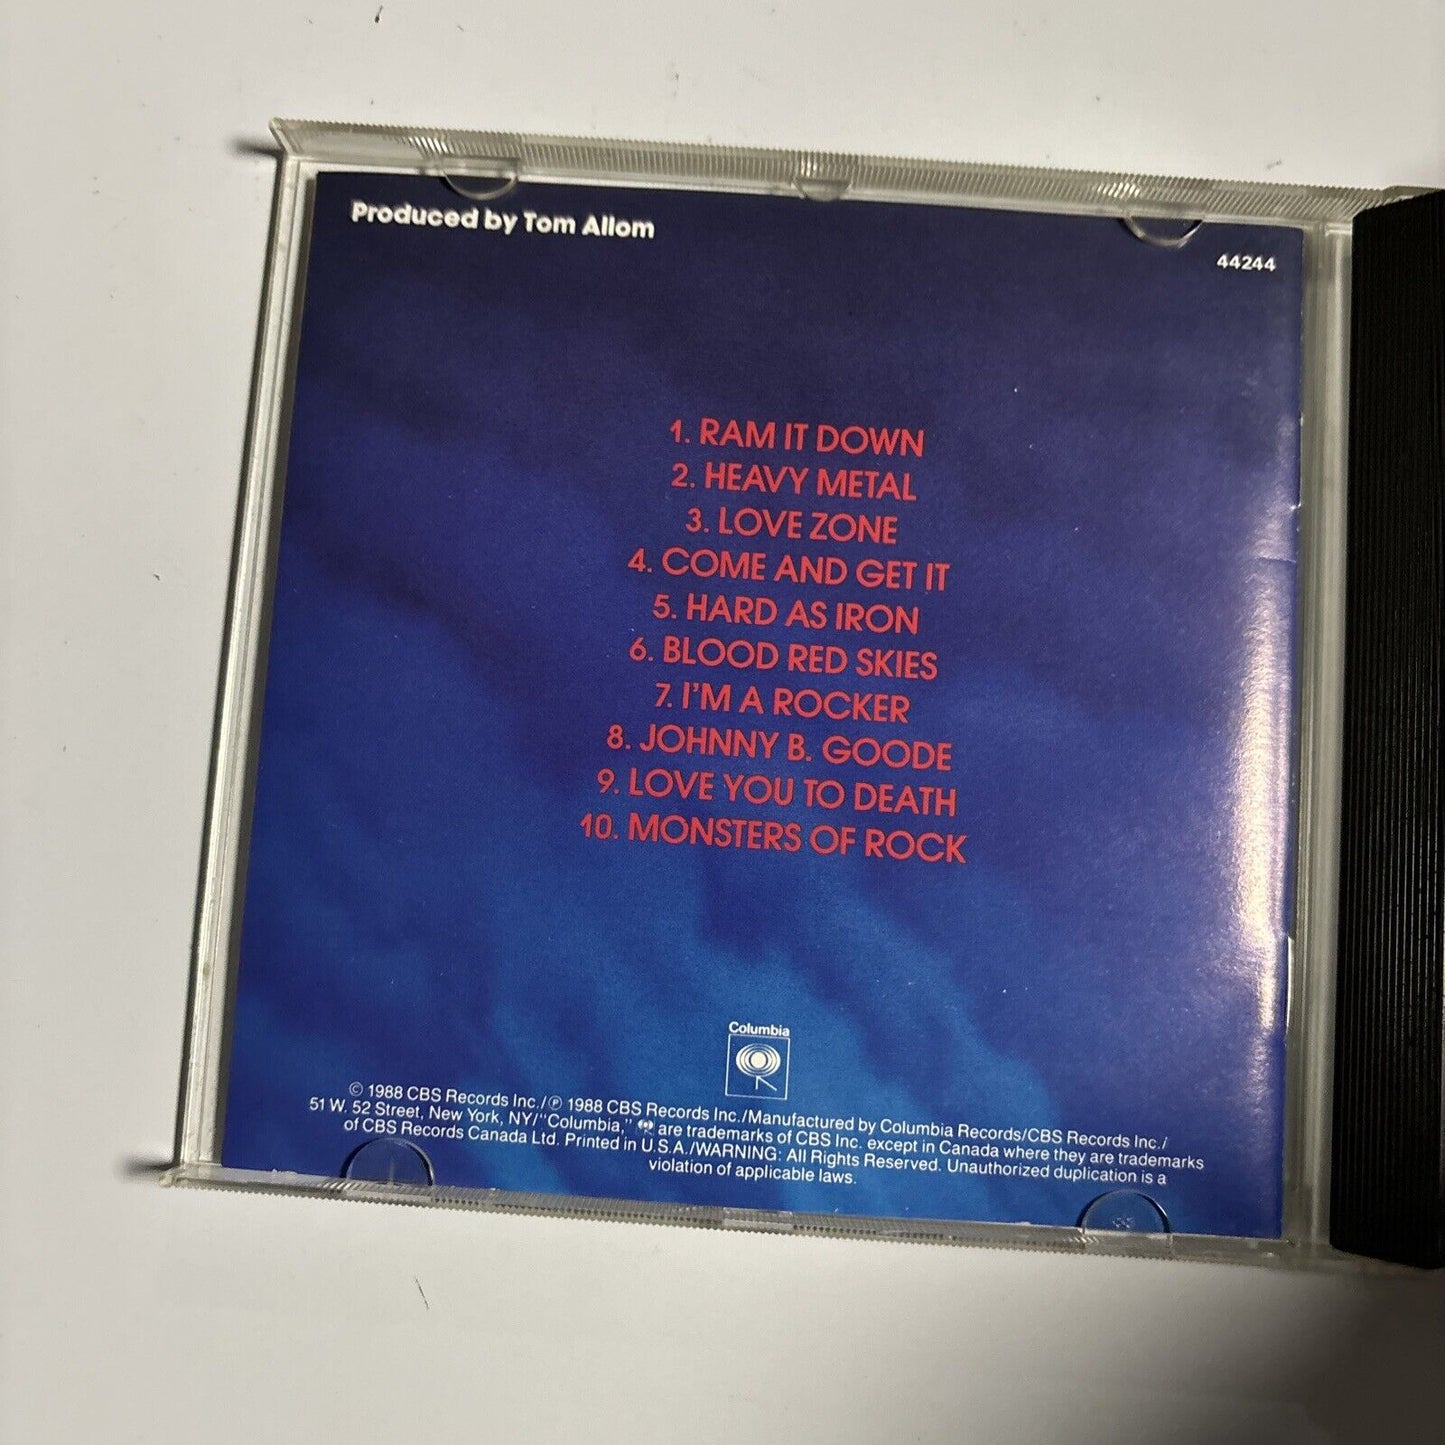 Produced by Tom Allom
44244
1. RAM IT DOWN
2. HEAVY METAL
3. LOVE ZONE
4. COME AND GET IT
5. HARD AS IRON
6. BLOOD RED SKIES
7. I'M A ROCKER
8. JOHNNY B. GOODE
9. LOVE YOU TO DEATH
10. MONSTERS OF ROCK
Columbia
© 1988 CBS Records Inc./℗ 1988 CBS Records Inc./Manufactured by Columbia Records/CBS Records Inc./
51 W. 52 Street, New York, NY/"Columbia," are trademarks of CBS Inc. except in Canada where they are trademarks
of CBS Records Canada Ltd. Printed in U.S.A./WARNING: All Rights Reserved. Unauthorized duplication is a
violation of applicable laws.